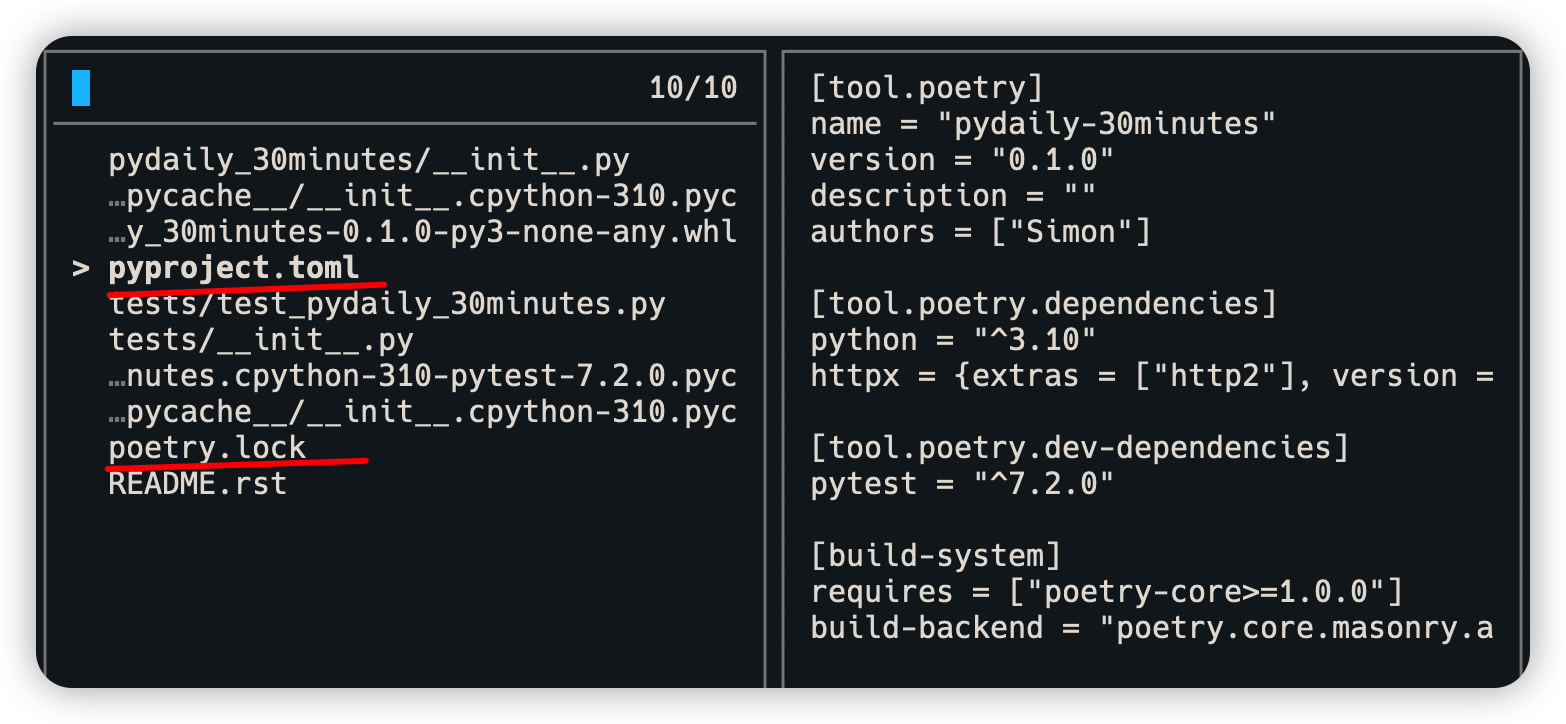 10/10
pydaily_30minutes/__init__.py
…pycache__/__init__.cpython-310.pyc
…y_30minutes-0.1.0-py3-none-any.whl
> pyproject.toml
tests/test_pydaily_30minutes.py
tests/__init__.py
…nutes.cpython-310-pytest-7.2.0.pyc
…pycache__/__init__.cpython-310.pyc
poetry.lock
README.rst
[tool.poetry]
name = "pydaily-30minutes"
version = "0.1.0"
description = ""
authors = ["Simon"]
[tool.poetry.dependencies]
python = "^3.10"
httpx = {extras = ["http2"], version =
[tool.poetry.dev-dependencies]
pytest = "^7.2.0"
[build-system]
requires = ["poetry-core>=1.0.0"]
build-backend = "poetry.core.masonry.a